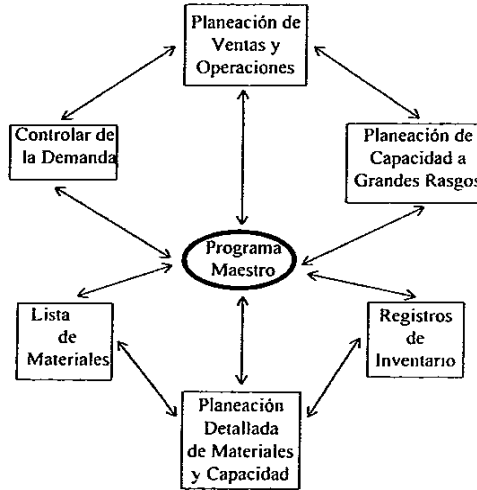 Planeación de
Ventas y
Operaciones
Controlar de
la Demanda
Planeación de
Capacidad a
Grandes Rasgos
Programa
Maestro
Lista
de
Materiales
Registros
de
Inventario
Planeación
Detallada
de Materiales
y Capacidad